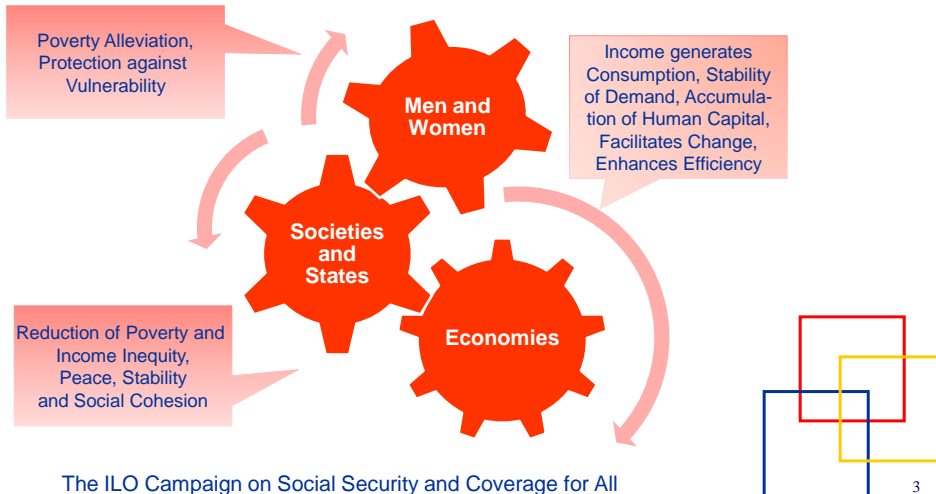 Poverty Alleviation,
Protection against
Vulnerability
Men and
Women
Income generates
Consumption, Stability
of Demand, Accumula-
tion of Human Capital,
Facilitates Change,
Enhances Efficiency
Societies
and
States
Reduction of Poverty and
Income Inequity,
Peace, Stability
and Social Cohesion
Economies
The ILO Campaign on Social Security and Coverage for All
3